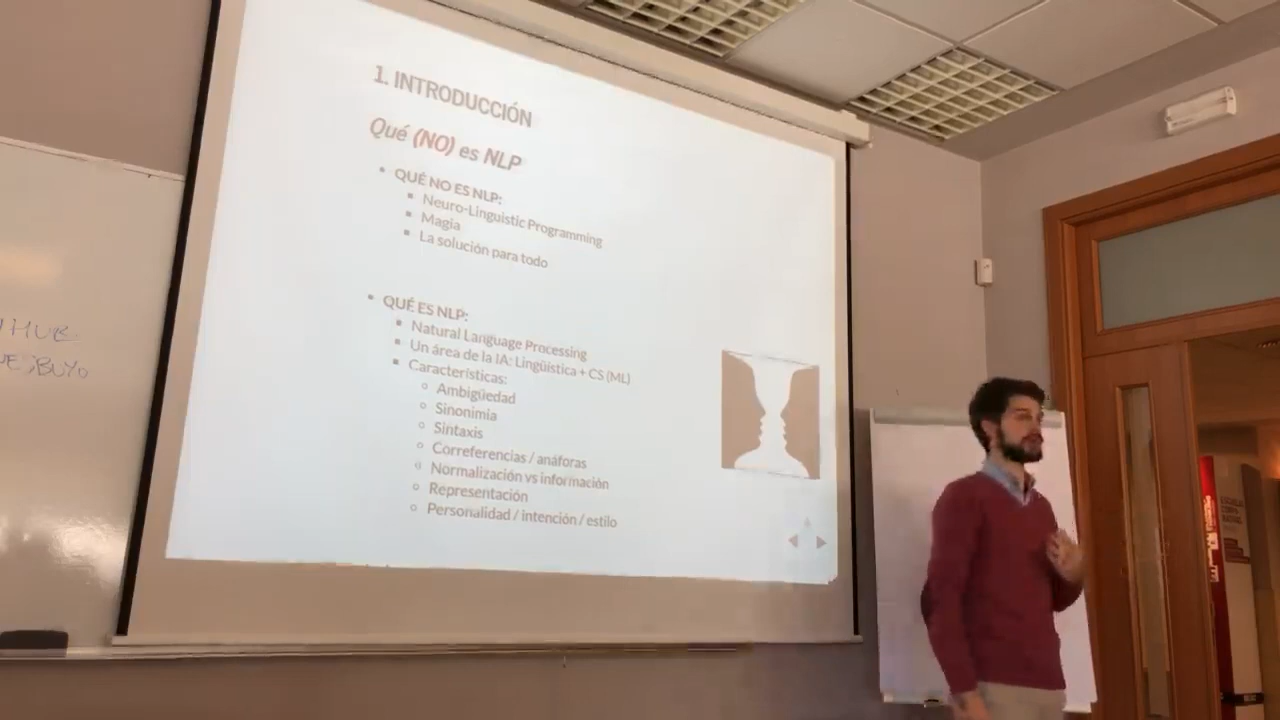 1. INTRODUCCIÓN
Qué (NO) es NLP
• QUÉ NO ES NLP:
▪ Neuro-Linguistic Programming
▪ Magia
▪ La solución para todo
• QUÉ ES NLP:
▪ Natural Language Processing
▪ Un área de la IA: Lingüística + CS (ML)
▪ Características:
○ Ambigüedad
○ Sinonimia
○ Sintaxis
○ Correferencias / anáforas
○ Normalización vs información
○ Representación
○ Personalidad / intención / estilo
HUB